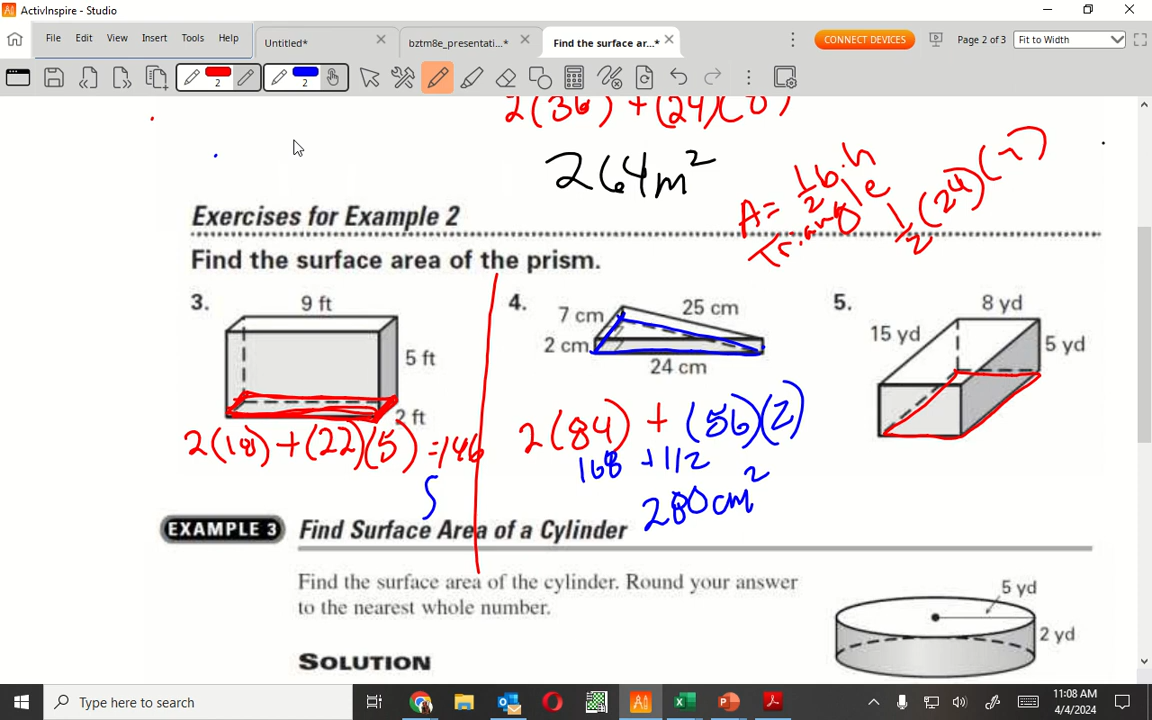 ActivInspire - Studio
File Edit View Insert Tools Help
Untitled*
bztm8e_presentati...*
Find the surface ar...*
CONNECT DEVICES
Page 2 of 3
Fit to Width
2
2
2(36) + (24)(8)
264m²
A = 1/2 b·h
Triangle
1/2 (24)(7)
Exercises for Example 2
Find the surface area of the prism.
3.
9 ft
5 ft
2 ft
2(18) + (22)(5) = 146
S
4.
7 cm
25 cm
2 cm
24 cm
2(84) + (56)(2)
168 + 112
280cm²
5.
8 yd
15 yd
5 yd
EXAMPLE 3
Find Surface Area of a Cylinder
Find the surface area of the cylinder. Round your answer
to the nearest whole number.
5 yd
2 yd
SOLUTION
Type here to search
11:08 AM
4/4/2024